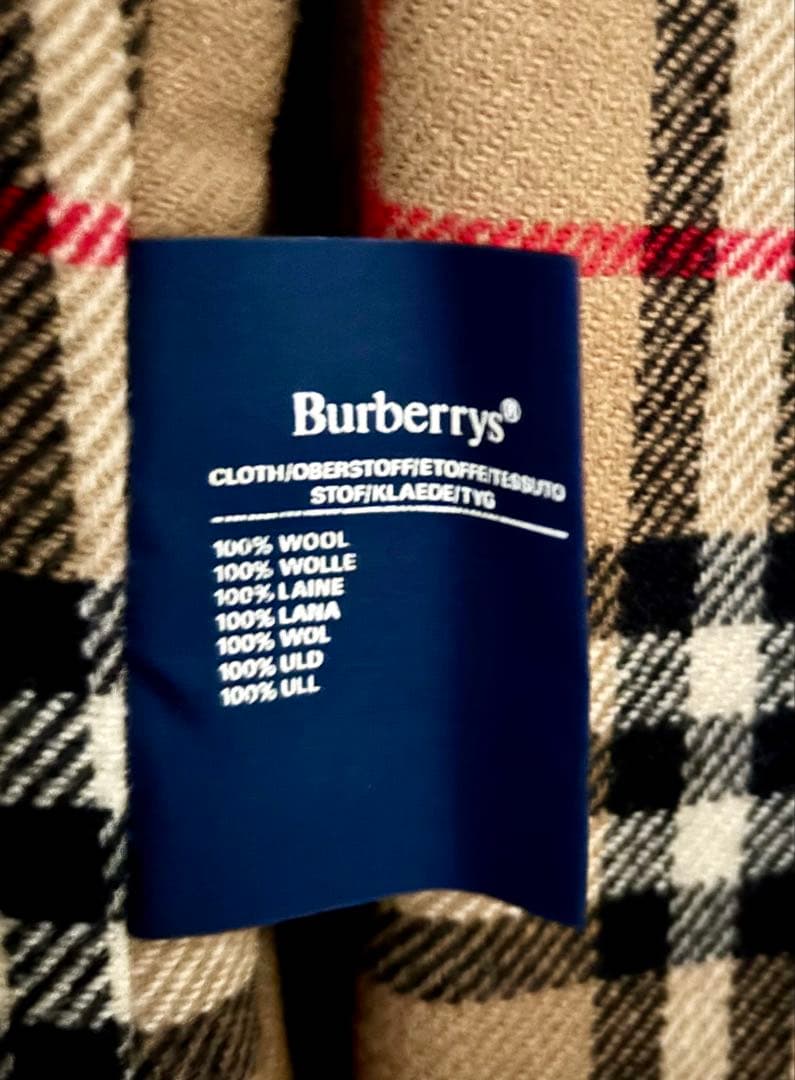 Burberrys®
CLOTH/OBERSTOFF/ETOFFE/TESSUTO
STOF/KLAEDE/TYG
100% WOOL
100% WOLLE
100% LAINE
100% LANA
100% WOL
100% ULD
100% ULL